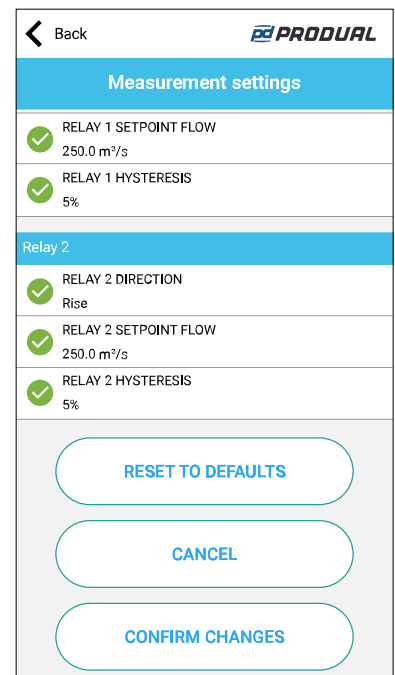 Back
pd PRODUAL
Measurement settings
RELAY 1 SETPOINT FLOW
250.0 m³/s
RELAY 1 HYSTERESIS
5%
Relay 2
RELAY 2 DIRECTION
Rise
RELAY 2 SETPOINT FLOW
250.0 m³/s
RELAY 2 HYSTERESIS
5%
RESET TO DEFAULTS
CANCEL
CONFIRM CHANGES